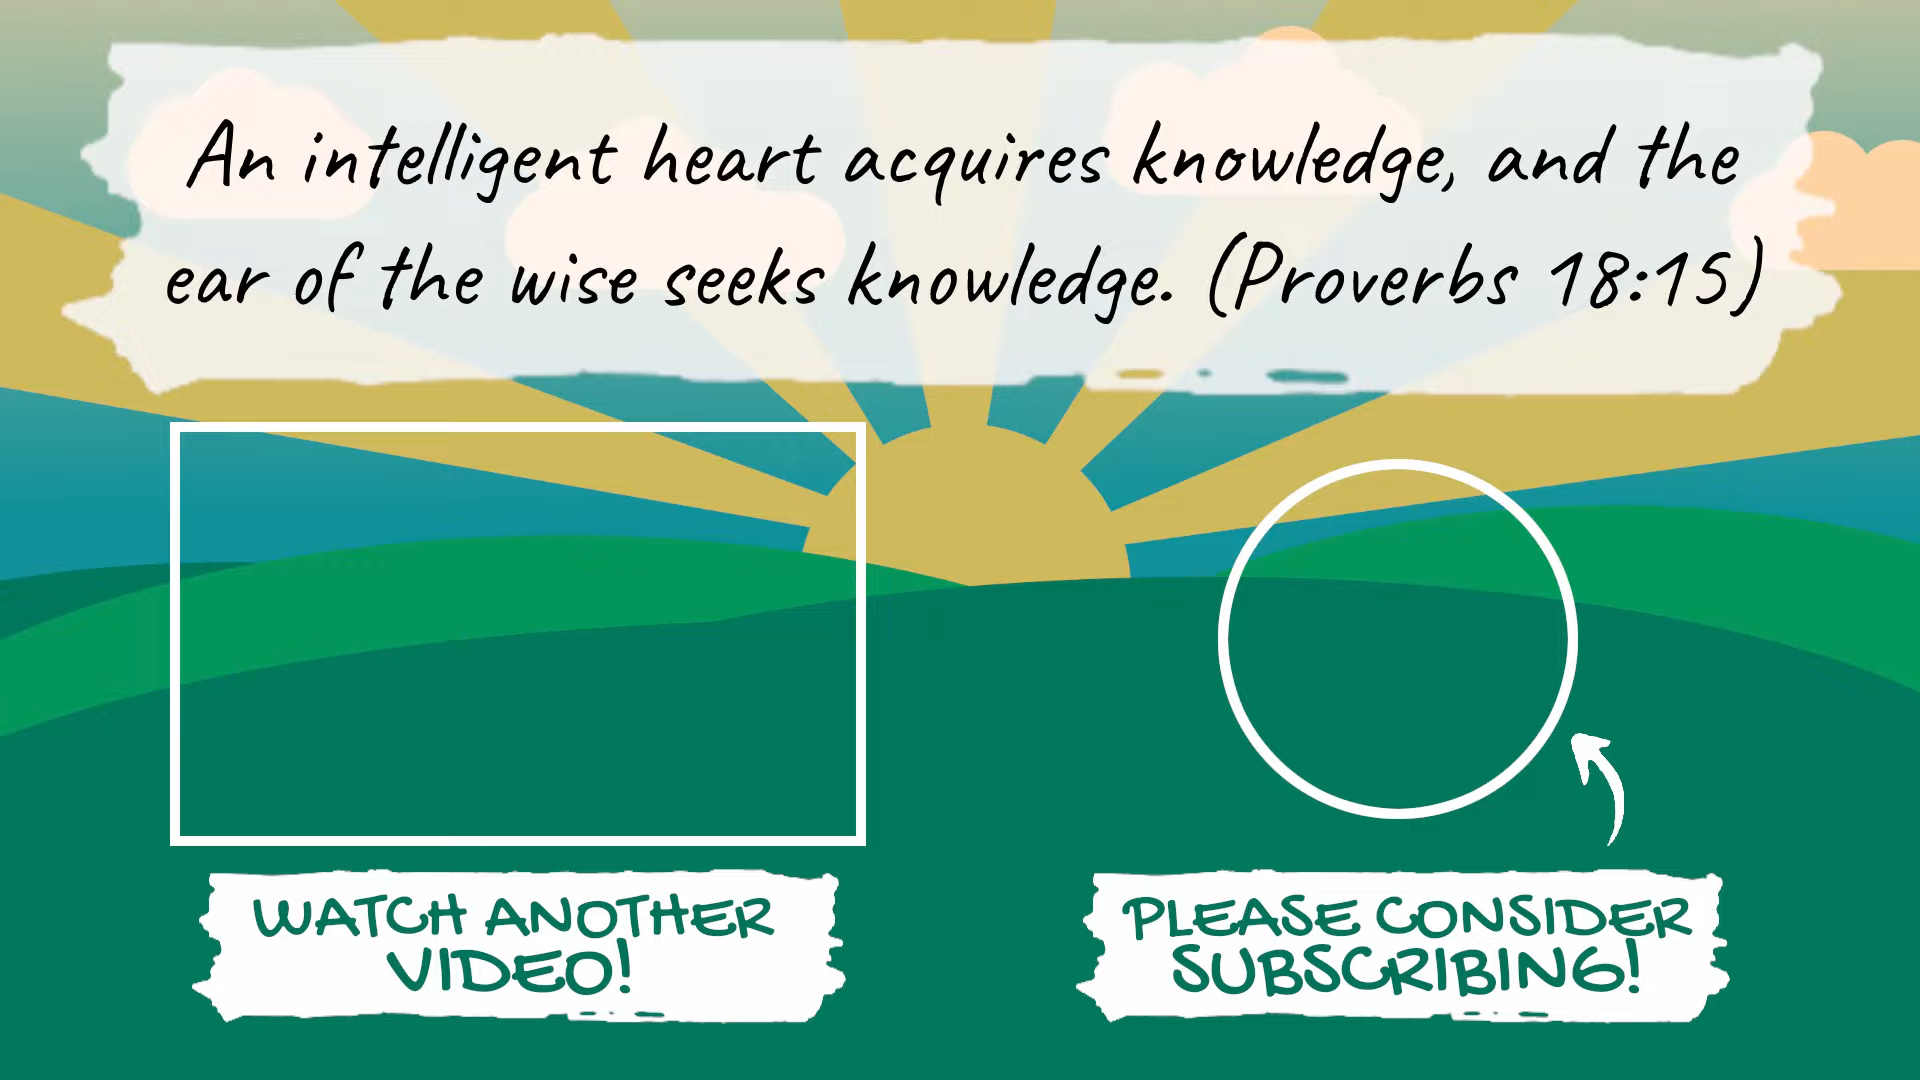 An intelligent heart acquires knowledge, and the
ear of the wise seeks knowledge. (Proverbs 18:15)
WATCH ANOTHER
VIDEO!
PLEASE CONSIDER
SUBSCRIBING!